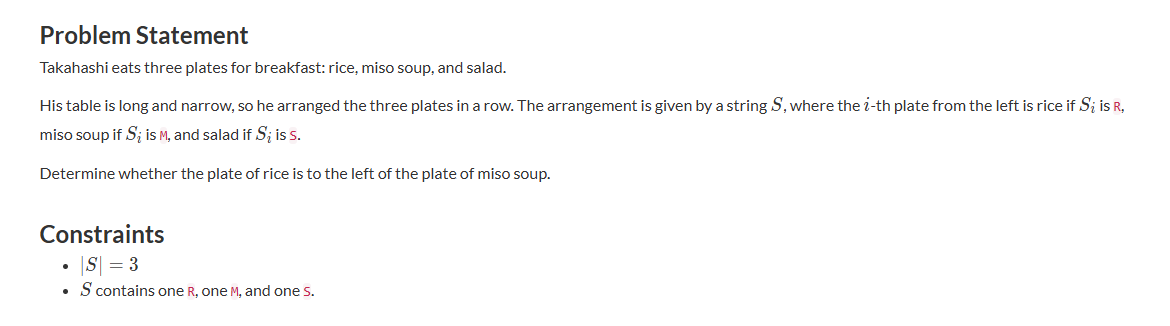 Problem Statement
Takahashi eats three plates for breakfast: rice, miso soup, and salad.
His table is long and narrow, so he arranged the three plates in a row. The arrangement is given by a string S, where the i-th plate from the left is rice if S_i is R,
miso soup if S_i is M, and salad if S_i is S.
Determine whether the plate of rice is to the left of the plate of miso soup.
Constraints
• |S| = 3
• S contains one R, one M, and one S.